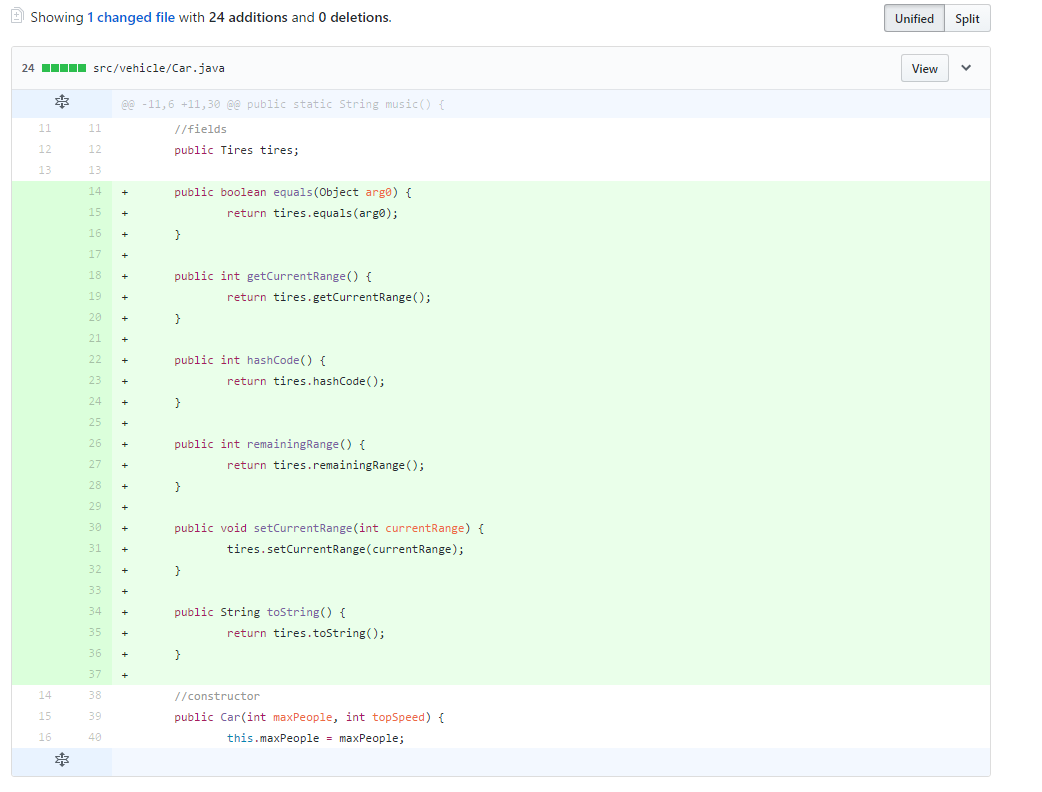 Showing 1 changed file with 24 additions and 0 deletions.
Unified Split
24 src/vehicle/Car.java View
@@ -11,6 +11,30 @@ public static String music() {
11 11 //fields
12 12 public Tires tires;
13 13
14 + public boolean equals(Object arg0) {
15 + return tires.equals(arg0);
16 + }
17 +
18 + public int getCurrentRange() {
19 + return tires.getCurrentRange();
20 + }
21 +
22 + public int hashCode() {
23 + return tires.hashCode();
24 + }
25 +
26 + public int remainingRange() {
27 + return tires.remainingRange();
28 + }
29 +
30 + public void setCurrentRange(int currentRange) {
31 + tires.setCurrentRange(currentRange);
32 + }
33 +
34 + public String toString() {
35 + return tires.toString();
36 + }
37 +
14 38 //constructor
15 39 public Car(int maxPeople, int topSpeed) {
16 40 this.maxPeople = maxPeople;